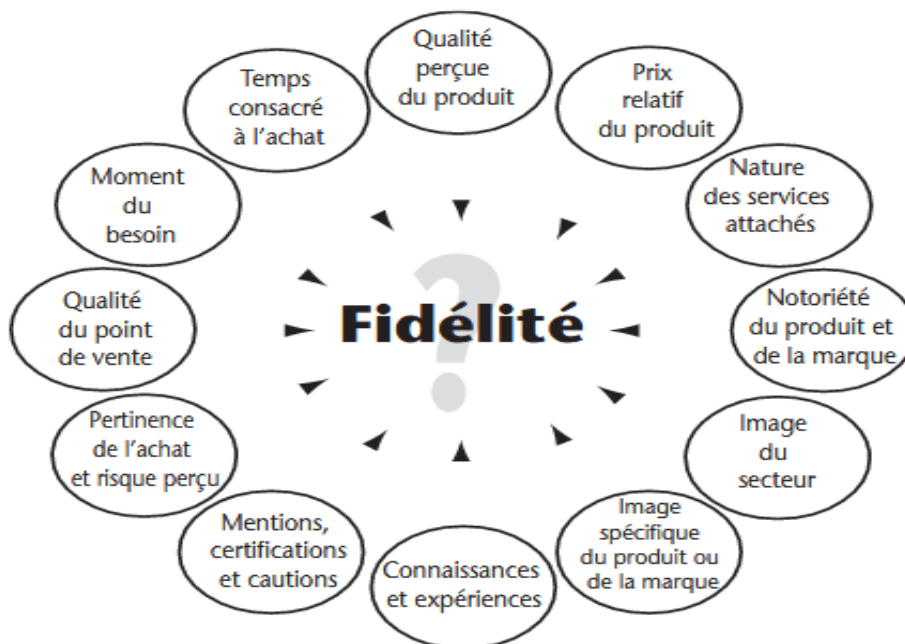 Qualité
perçue
du produit
Prix
relatif
du produit
Nature
des services
attachés
Notoriété
du produit et
de la marque
Image
du
secteur
Image
spécifique
du produit ou
de la marque
Connaissances
et expériences
Mentions,
certifications
et cautions
Pertinence
de l'achat
et risque perçu
Qualité
du point
de vente
Moment
du
besoin
Temps
consacré
à l'achat
?
Fidélité